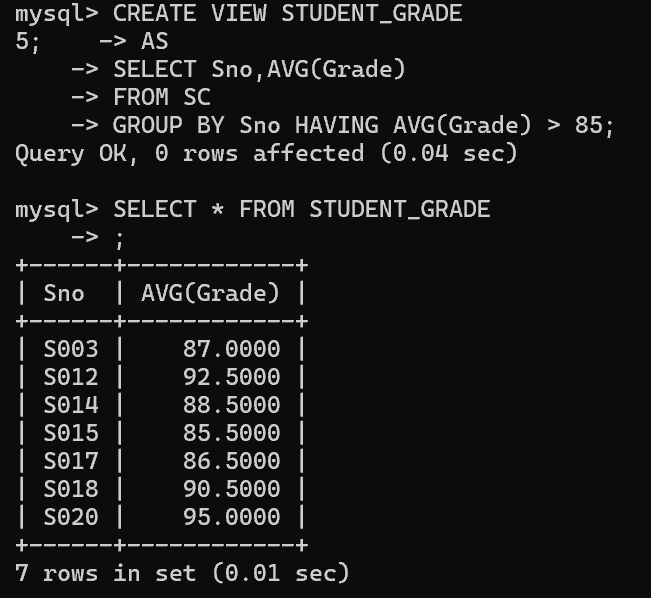 mysql> CREATE VIEW STUDENT_GRADE
5;    -> AS
    -> SELECT Sno,AVG(Grade)
    -> FROM SC
    -> GROUP BY Sno HAVING AVG(Grade) > 85;
Query OK, 0 rows affected (0.04 sec)

mysql> SELECT * FROM STUDENT_GRADE
    -> ;
+------+------------+
| Sno  | AVG(Grade) |
+------+------------+
| S003 |    87.0000 |
| S012 |    92.5000 |
| S014 |    88.5000 |
| S015 |    85.5000 |
| S017 |    86.5000 |
| S018 |    90.5000 |
| S020 |    95.0000 |
+------+------------+
7 rows in set (0.01 sec)